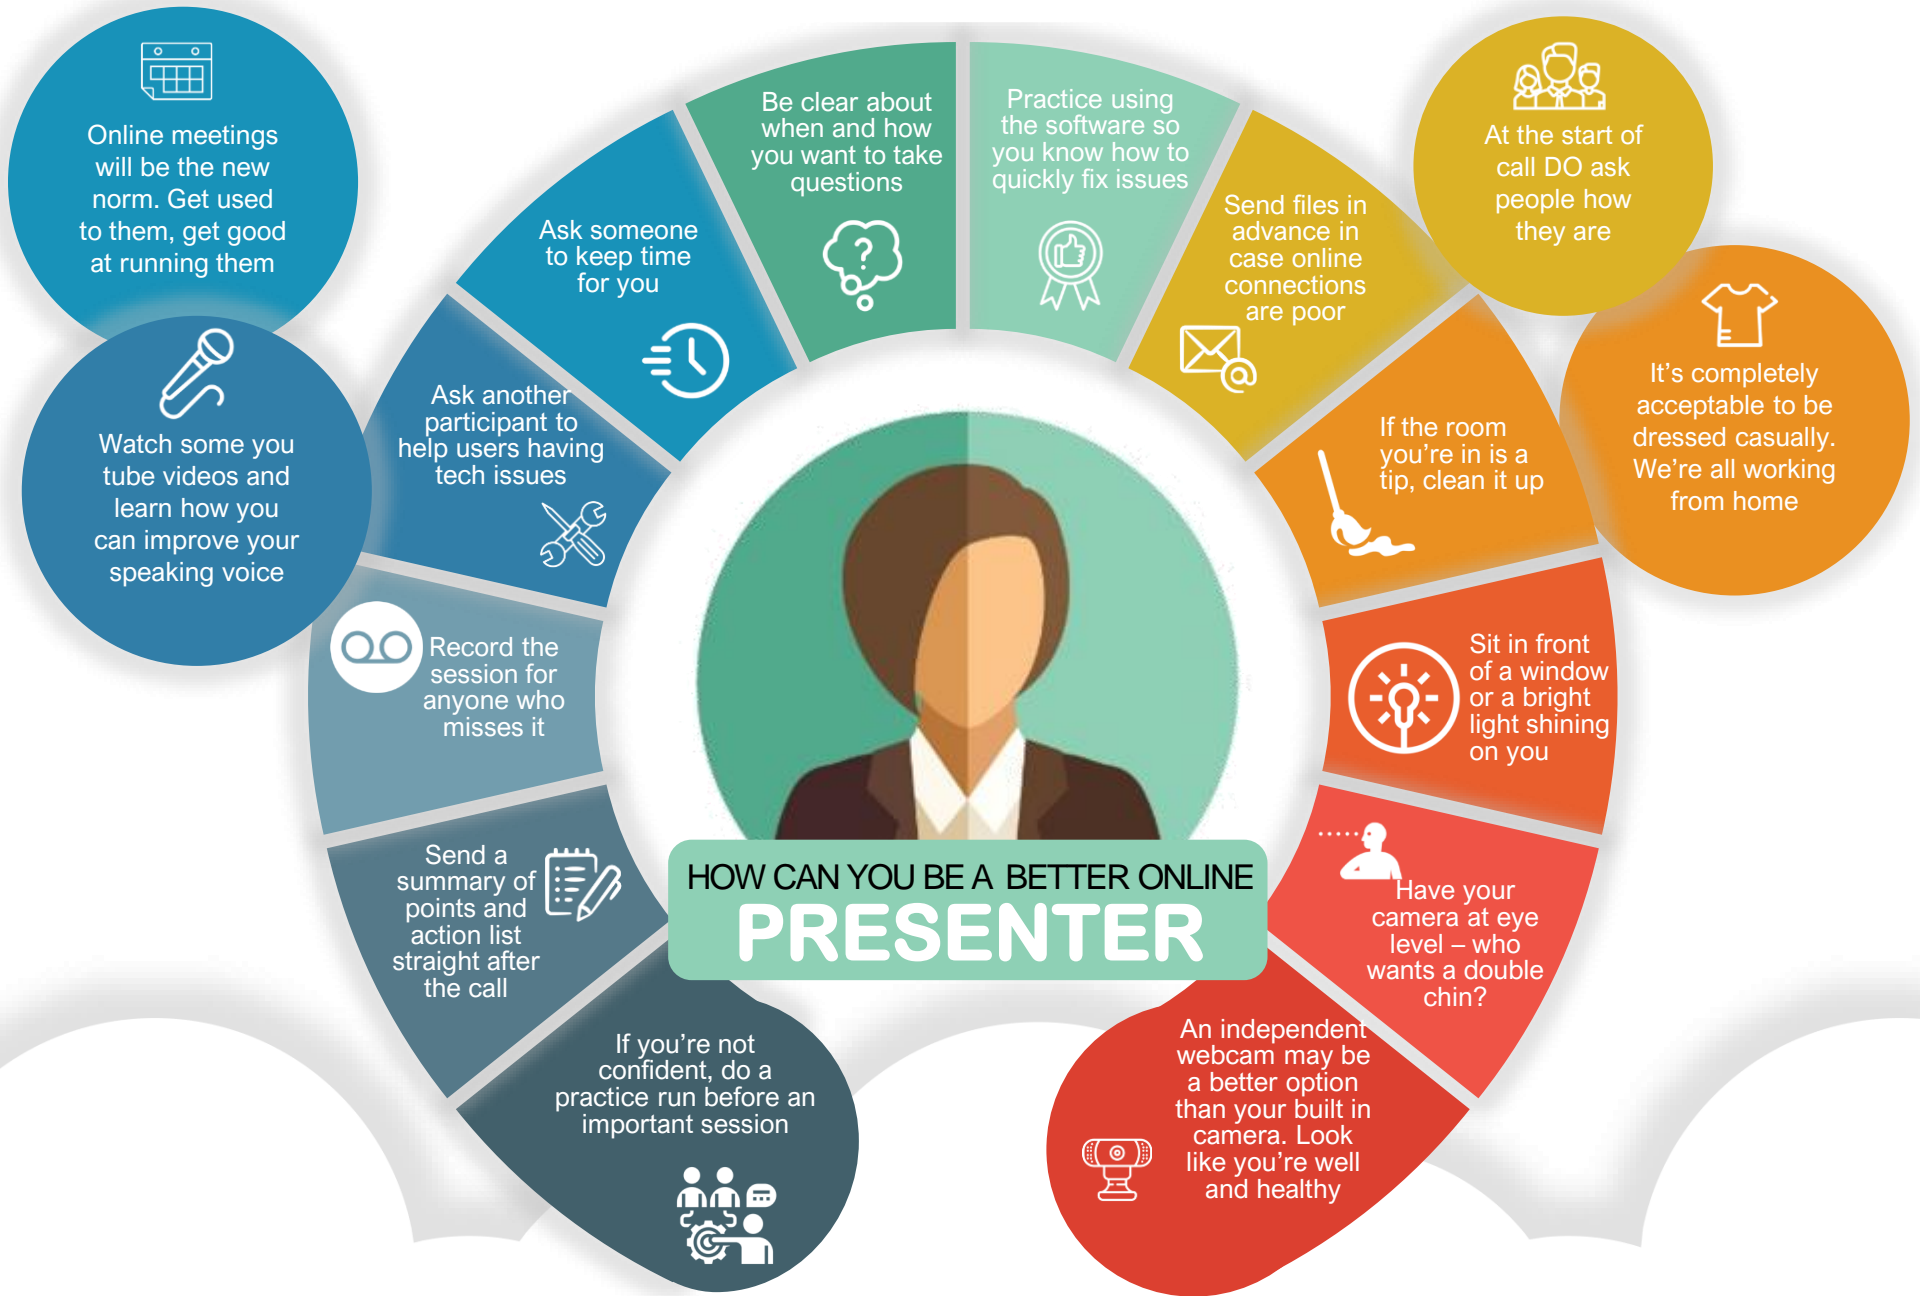 Online meetings
will be the new
norm. Get used
to them, get good
at running them
Watch some you
tube videos and
learn how you
can improve your
speaking voice
If you're not
confident, do a
practice run before an
important session
Send a
summary of
points and
action list
straight after
the call
Record the
session for
anyone who
misses it
Ask another
participant to
help users having
tech issues
Ask someone
to keep time
for you
Be clear about
when and how
you want to take
questions
?
Practice using
the software so
you know how to
quickly fix issues
Send files in
advance in
case online
connections
are poor
@
If the room
you're in is a
tip, clean it up
Sit in front
of a window
or a bright
light shining
on you
Have your
camera at eye
level – who
wants a double
chin?
An independent
webcam may be
a better option
than your built in
camera. Look
like you're well
and healthy
At the start of
call DO ask
people how
they are
It's completely
acceptable to be
dressed casually.
We're all working
from home
HOW CAN YOU BE A BETTER ONLINE
PRESENTER